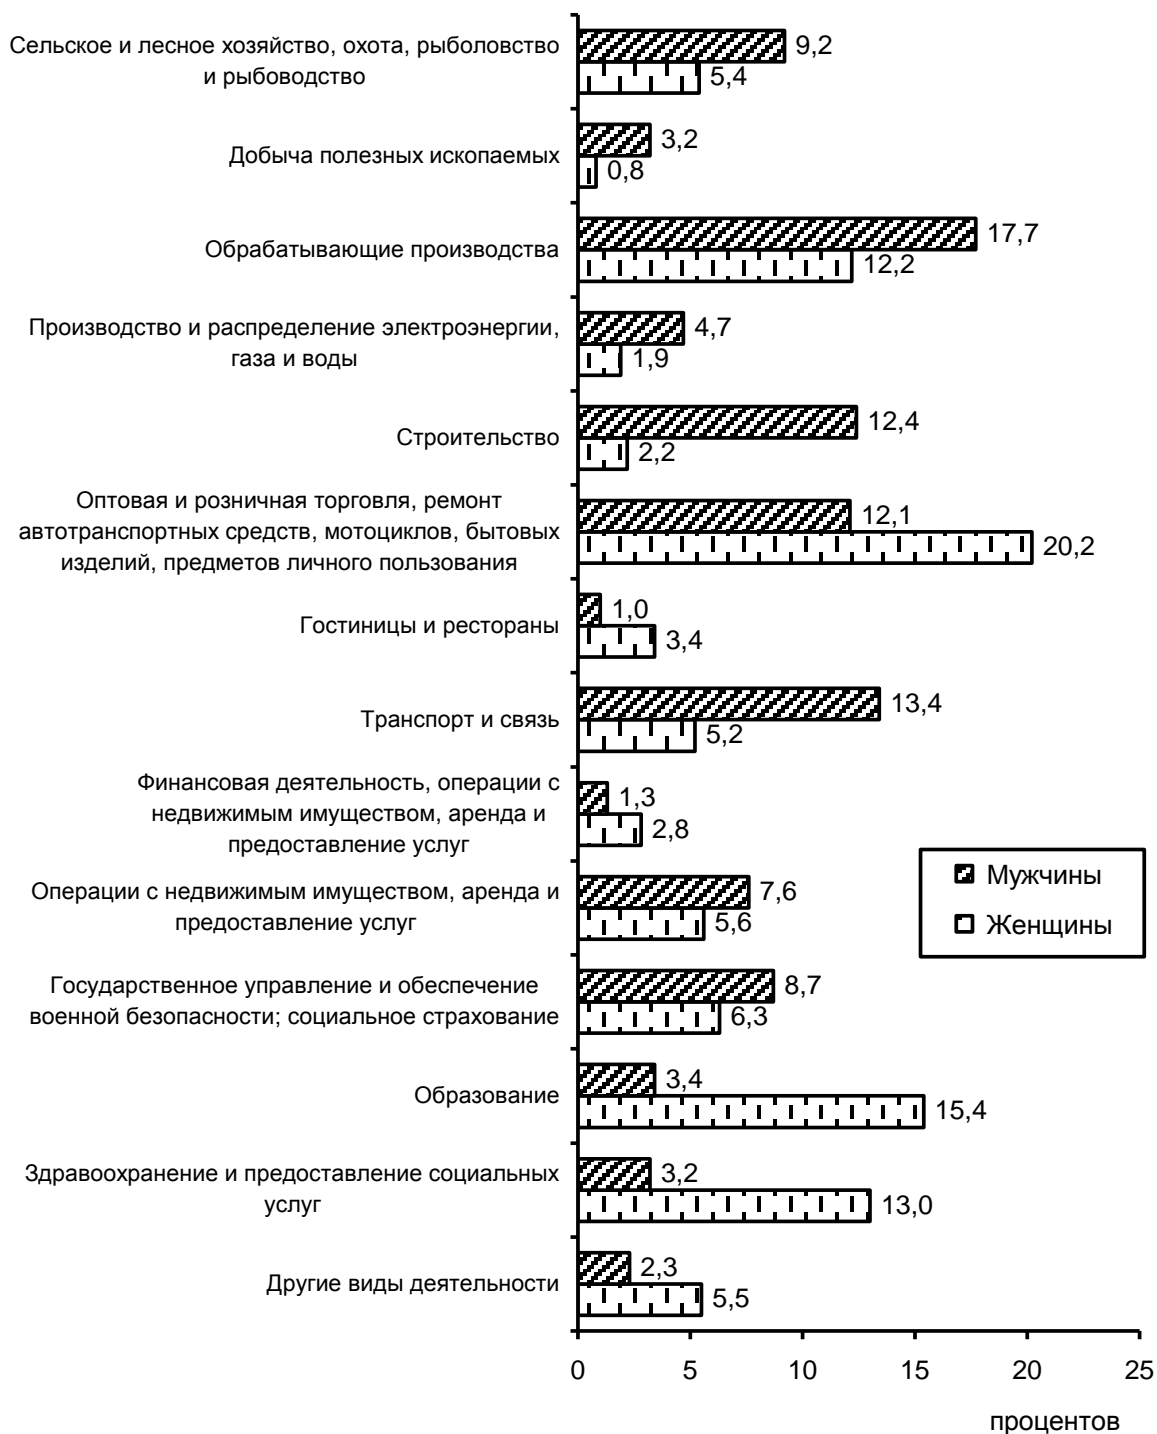 Сельское и лесное хозяйство, охота, рыболовство
и рыбоводство
9,2
5,4
Добыча полезных ископаемых
3,2
0,8
Обрабатывающие производства
17,7
12,2
Производство и распределение электроэнергии,
газа и воды
4,7
1,9
Строительство
12,4
2,2
Оптовая и розничная торговля, ремонт
автотранспортных средств, мотоциклов, бытовых
изделий, предметов личного пользования
12,1
20,2
Гостиницы и рестораны
1,0
3,4
Транспорт и связь
13,4
5,2
Финансовая деятельность, операции с
недвижимым имуществом, аренда и
предоставление услуг
1,3
2,8
Операции с недвижимым имуществом, аренда и
предоставление услуг
7,6
5,6
Мужчины
Женщины
Государственное управление и обеспечение
военной безопасности; социальное страхование
8,7
6,3
Образование
3,4
15,4
Здравоохранение и предоставление социальных
услуг
3,2
13,0
Другие виды деятельности
2,3
5,5
0 5 10 15 20 25
процентов